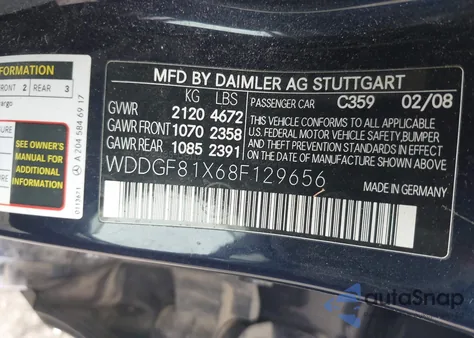 INFORMATION
FRONT 2 REAR 3
cargo
SEE OWNER'S
MANUAL FOR
ADDITIONAL
INFORMATION
A 204 584 69 17
MFD BY DAIMLER AG STUTTGART
KG LBS
PASSENGER CAR C359 02/08
GVWR 2120 4672
GAWR FRONT 1070 2358
GAWR REAR 1085 2391
THIS VEHICLE CONFORMS TO ALL
APPLICABLE U.S. FEDERAL MOTOR
VEHICLE SAFETY,BUMPER,
AND THEFT PREVENTION
STANDARDS IN EFFECT ON THE DATE
OF MANUFACTURE SHOWN ABOVE.
WDDGF81X68F129656
MADE IN GERMANY
autoSnap